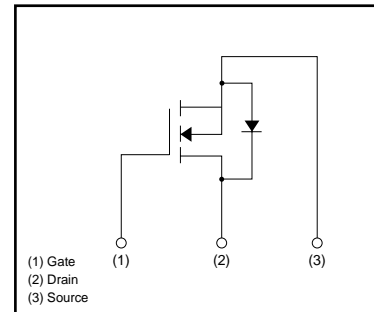 (1) (2) (3)
(1) Gate
(2) Drain
(3) Source